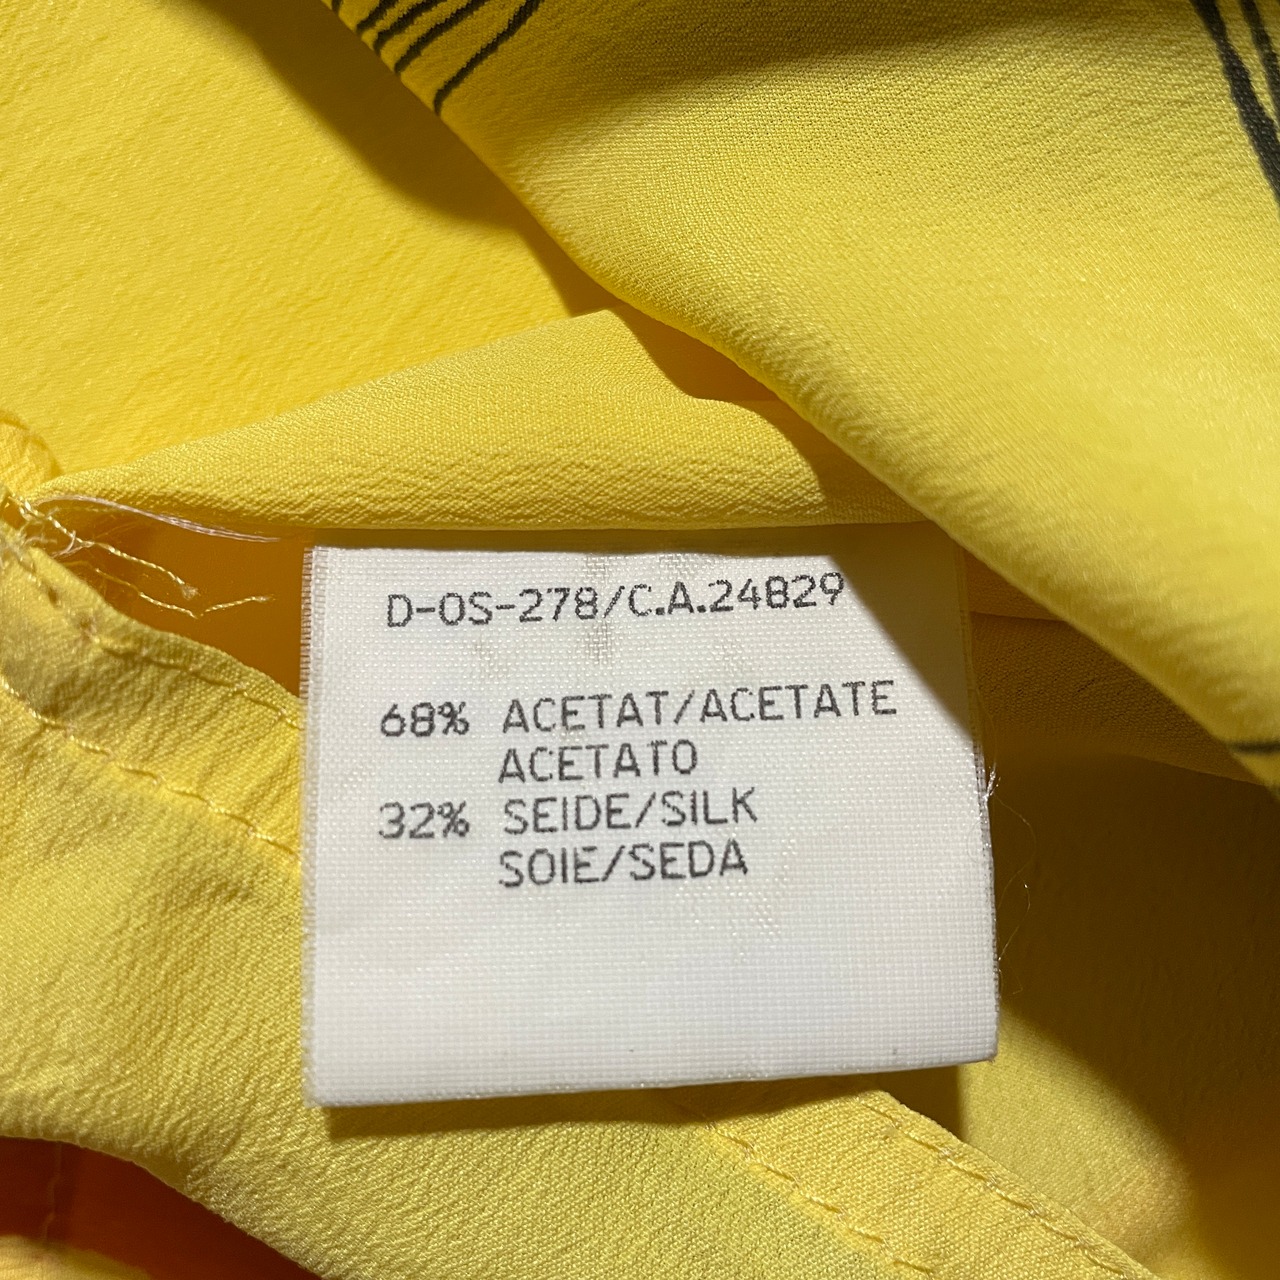 D-OS-278/C.A.24829
68% ACETAT/ACETATE
ACETATO
32% SEIDE/SILK
SOIE/SEDA